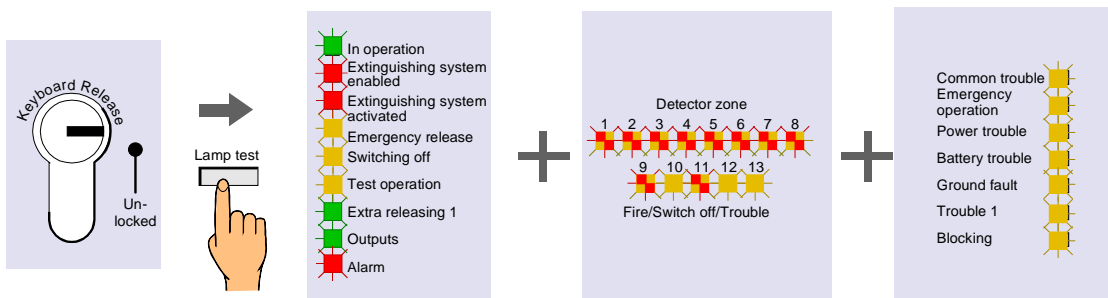 Keyboard Release
Un-
locked
Lamp test
In operation
Extinguishing system
enabled
Extinguishing system
activated
Emergency release
Switching off
Test operation
Extra releasing 1
Outputs
Alarm
Detector zone
1 2 3 4 5 6 7 8
9 10 11 12 13
Fire/Switch off/Trouble
Common trouble
Emergency
operation
Power trouble
Battery trouble
Ground fault
Trouble 1
Blocking